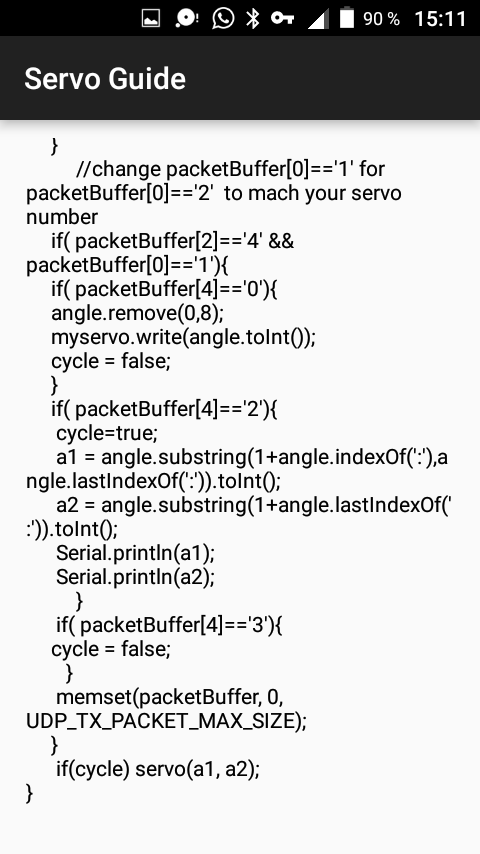 90 % 15:11
Servo Guide
}
//change packetBuffer[0]=='1' for
packetBuffer[0]=='2'  to mach your servo
number
if( packetBuffer[2]=='4' &&
packetBuffer[0]=='1'){
if( packetBuffer[4]=='0'){
angle.remove(0,8);
myservo.write(angle.toInt());
cycle = false;
}
if( packetBuffer[4]=='2'){
cycle=true;
a1 = angle.substring(1+angle.indexOf(':'),a
ngle.lastIndexOf(':')).toInt();
a2 = angle.substring(1+angle.lastIndexOf('
:')).toInt();
Serial.println(a1);
Serial.println(a2);
}
if( packetBuffer[4]=='3'){
cycle = false;
}
memset(packetBuffer, 0,
UDP_TX_PACKET_MAX_SIZE);
}
if(cycle) servo(a1, a2);
}